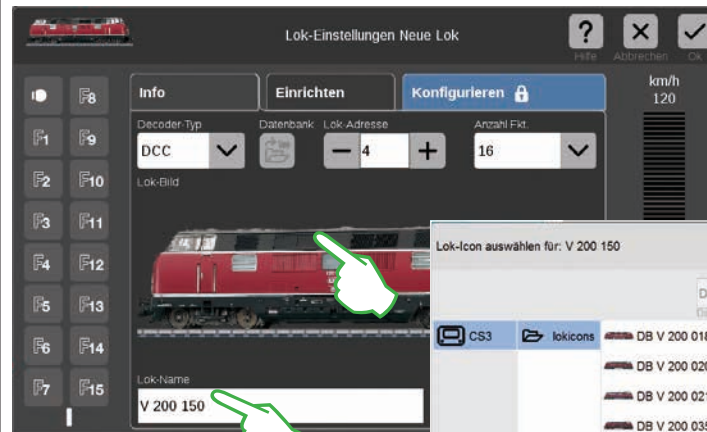 Lok-Einstellungen Neue Lok
?
Hilfe
Abbrechen
Ok
F8
F1 F9
F2 F10
F3 F11
F4 F12
F5 F13
F6 F14
F7 F15
Info Einrichten Konfigurieren
km/h
120
Decoder-Typ Datenbank Lok-Adresse Anzahl Fkt.
DCC 4 16
Lok-Bild
Lok-Name
V 200 150
Lok-Icon auswählen für: V 200 150
CS3 lokicons DB V 200 018
DB V 200 020
DB V 200 021
DB V 200 035